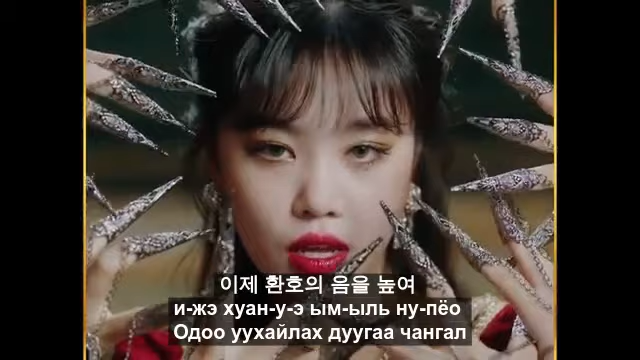 이제 환호의 음을 높여
и-жэ хуан-у-э ым-ыль ну-пёо
Одоо уухайлах дуугаа чангал